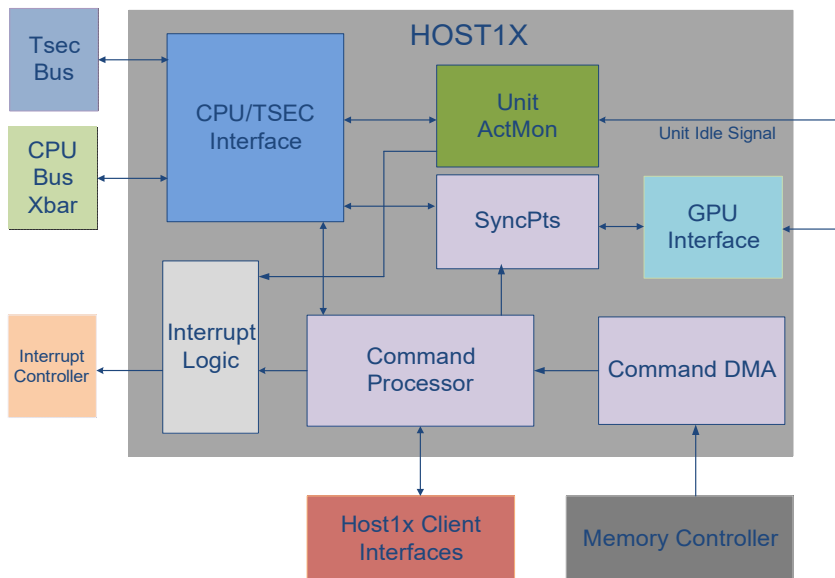 HOST1X
Tsec
Bus
CPU/TSEC
Interface
Unit
ActMon
Unit Idle Signal
CPU
Bus
Xbar
SyncPts
GPU
Interface
Interrupt
Controller
Interrupt
Logic
Command
Processor
Command DMA
Host1x Client
Interfaces
Memory Controller